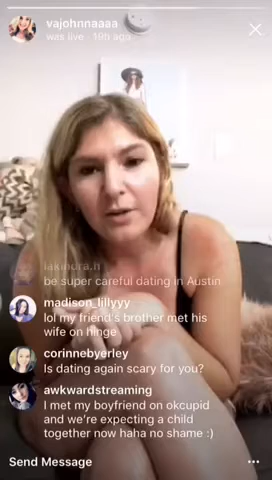 vajohnnaaaa
was live · 19h ago
lakindra.h
be super careful dating in Austin
madison_lillyyy
lol my friend's brother met his
wife on hinge
corinnebyerley
Is dating again scary for you?
awkwardstreaming
I met my boyfriend on okcupid
and we're expecting a child
together now haha no shame :)
Send Message